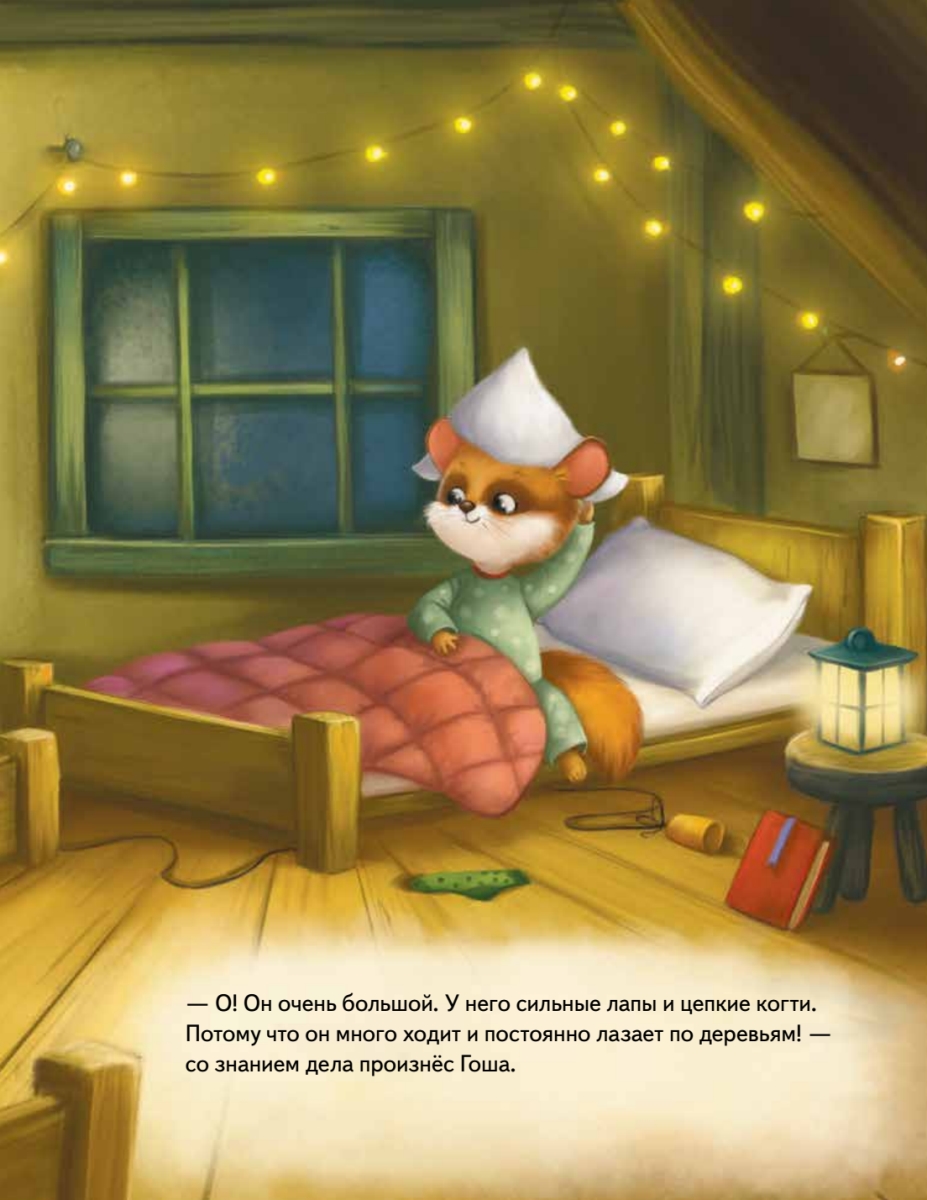 — О! Он очень большой. У него сильные лапы и цепкие когти.
Потому что он много ходит и постоянно лазает по деревьям! —
со знанием дела произнёс Гоша.